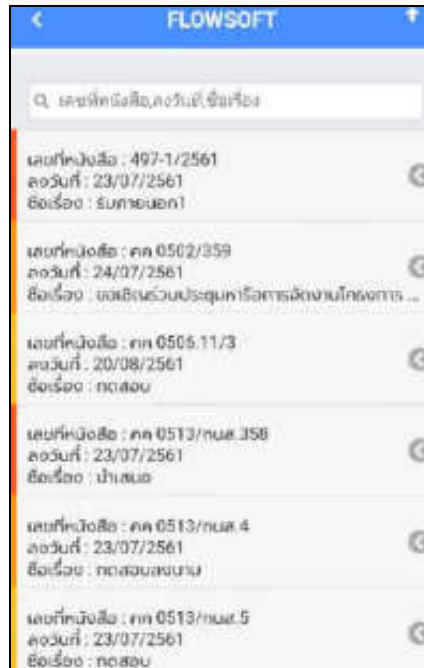 FLOWSOFT
เลขที่หนังสือ,ลงวันที่,ชื่อเรื่อง
เลขที่หนังสือ : 497-1/2561
ลงวันที่ : 23/07/2561
ชื่อเรื่อง : รับภายนอก1
เลขที่หนังสือ : คค 0502/359
ลงวันที่ : 24/07/2561
ชื่อเรื่อง : ขอเชิญร่วมประชุมหารือการจัดงานโครงการ ...
เลขที่หนังสือ : คค 0506.11/3
ลงวันที่ : 20/08/2561
ชื่อเรื่อง : ทดสอบ
เลขที่หนังสือ : คค 0513/ทนส.358
ลงวันที่ : 23/07/2561
ชื่อเรื่อง : นำเสนอ
เลขที่หนังสือ : คค 0513/ทนส.4
ลงวันที่ : 23/07/2561
ชื่อเรื่อง : ทดสอบลงนาม
เลขที่หนังสือ : คค 0513/ทนส.5
ลงวันที่ : 23/07/2561
ชื่อเรื่อง : ทดสอบ